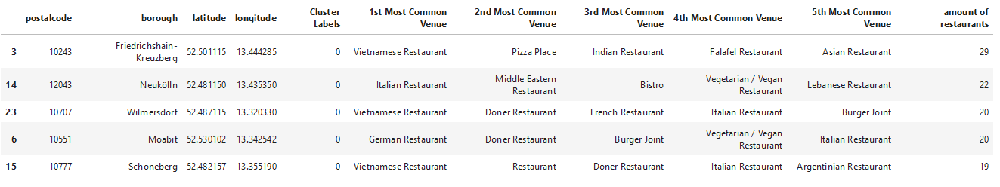 postalcode borough latitude longitude Cluster Labels 1st Most Common Venue 2nd Most Common Venue 3rd Most Common Venue 4th Most Common Venue 5th Most Common Venue amount of restaurants
3 10243 Friedrichshain-Kreuzberg 52.501115 13.444285 0 Vietnamese Restaurant Pizza Place Indian Restaurant Falafel Restaurant Asian Restaurant 29
14 12043 Neukölln 52.481150 13.435350 0 Italian Restaurant Middle Eastern Restaurant Bistro Vegetarian / Vegan Restaurant Lebanese Restaurant 22
23 10707 Wilmersdorf 52.487115 13.320330 0 Vietnamese Restaurant Doner Restaurant French Restaurant Italian Restaurant Burger Joint 20
6 10551 Moabit 52.530102 13.342542 0 German Restaurant Doner Restaurant Burger Joint Vegetarian / Vegan Restaurant Italian Restaurant 20
15 10777 Schöneberg 52.482157 13.355190 0 Vietnamese Restaurant Restaurant Doner Restaurant Italian Restaurant Argentinian Restaurant 19